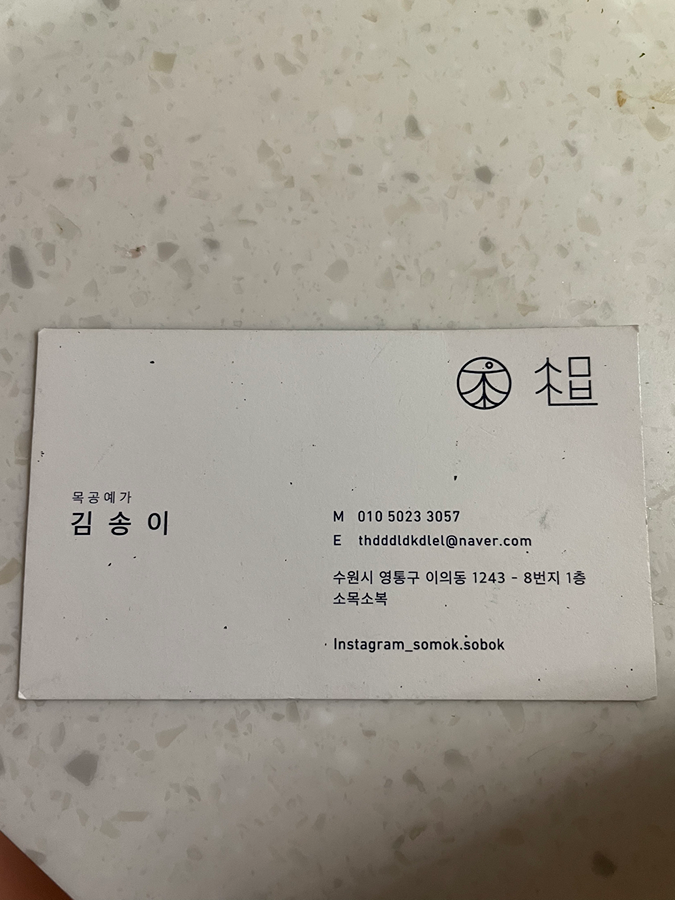 목공예가
김송이
M 010 5023 3057
E thdddldkdlel@naver.com
수원시 영통구 이의동 1243 - 8번지 1층
소목소복
Instagram_somok.sobok